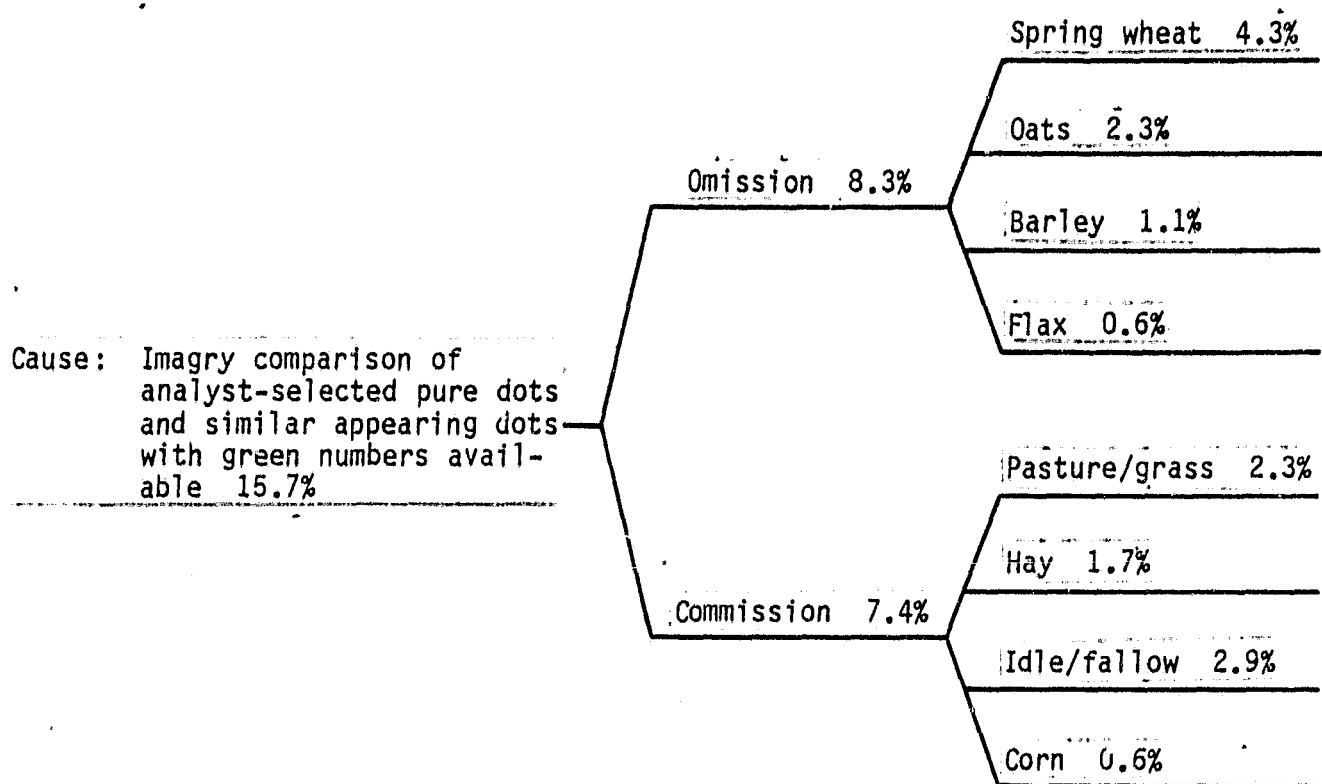 Spring wheat 4.3%
Oats 2.3%
Omission 8.3%
Barley 1.1%
Flax 0.6%
Cause: Imagry comparison of
analyst-selected pure dots
and similar appearing dots
with green numbers avail-
able 15.7%
Pasture/grass 2.3%
Hay 1.7%
Commission 7.4%
Idle/fallow 2.9%
Corn 0.6%